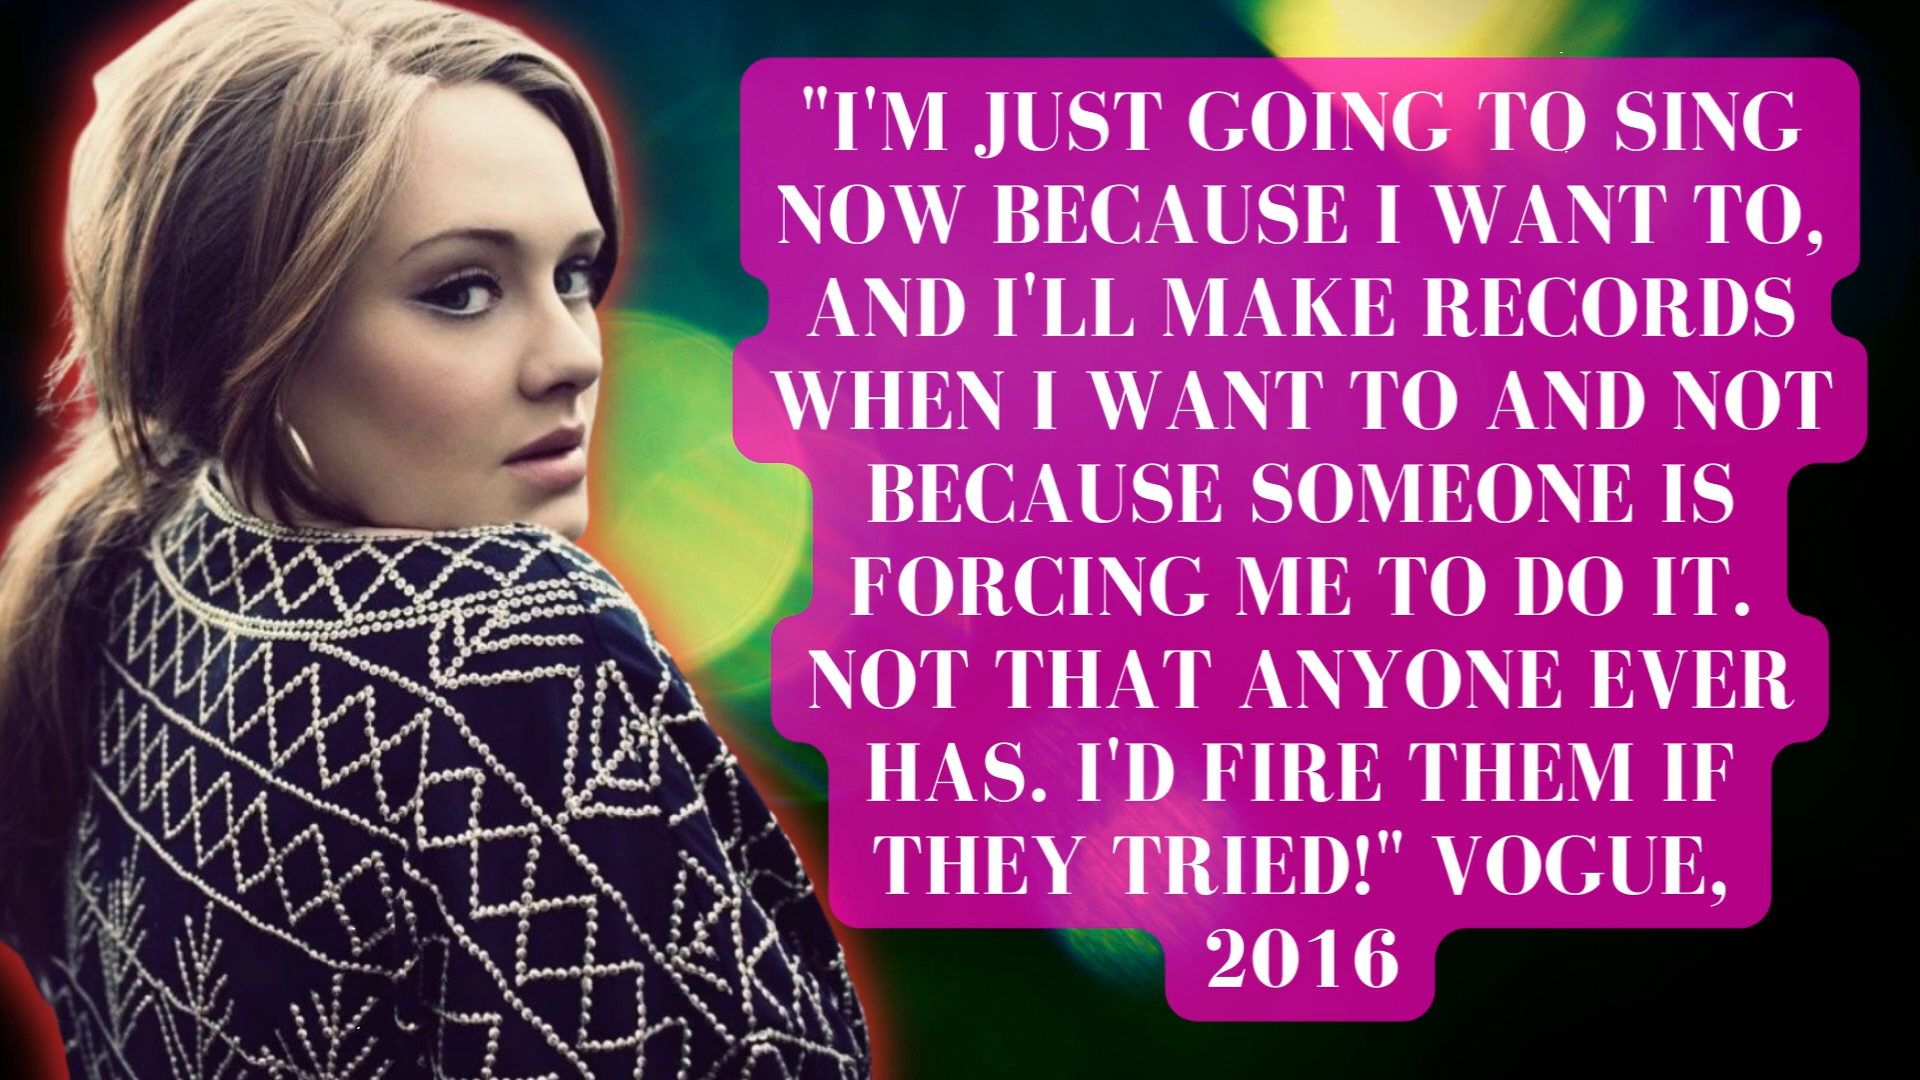 "I'M JUST GOING TO SING
NOW BECAUSE I WANT TO,
AND I'LL MAKE RECORDS
WHEN I WANT TO AND NOT
BECAUSE SOMEONE IS
FORCING ME TO DO IT.
NOT THAT ANYONE EVER
HAS. I'D FIRE THEM IF
THEY TRIED!" VOGUE,
2016